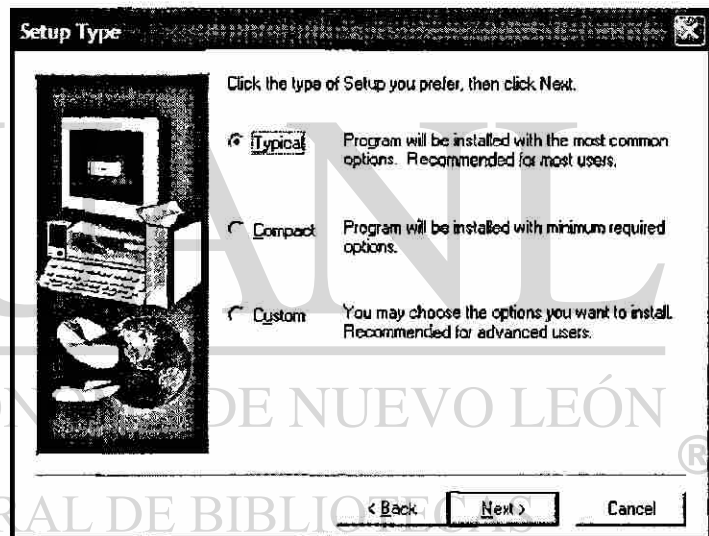 Setup Type
Click the type of Setup you prefer, then click Next.
Typical
Program will be installed with the most common
options. Recommended for most users.
Compact
Program will be installed with minimum required
options.
Custom
You may choose the options you want to install.
Recommended for advanced users.
UANL
DE NUEVO LEÓN
®
RAL DE BIBLIOTECAS
< Back
Next >
Cancel